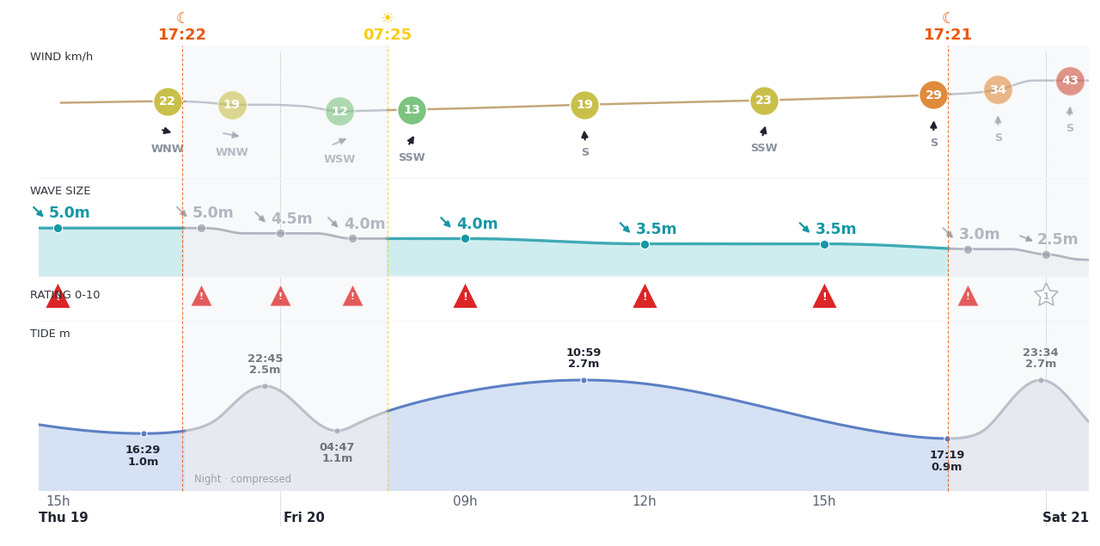 17:22
07:25
17:21
WIND km/h
22
19
12
13
19
23
29
34
43
WNW
WNW
WSW
SSW
S
SSW
S
S
S
WAVE SIZE
5.0m
5.0m
4.5m
4.0m
4.0m
3.5m
3.5m
3.0m
2.5m
RATING 0-10
!
!
!
!
!
!
!
!
1
TIDE m
22:45
2.5m
10:59
2.7m
23:34
2.7m
16:29
1.0m
04:47
1.1m
17:19
0.9m
Night · compressed
15h
09h
12h
15h
Thu 19
Fri 20
Sat 21